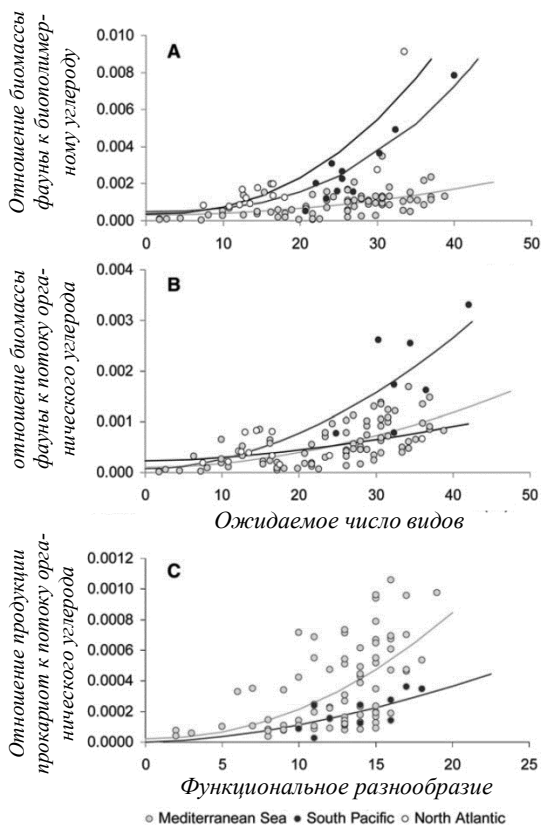 Отношение биомассы
фауны к биополимер-
ному углероду
A
0.010
0.008
0.006
0.004
0.002
0.000
0 10 20 30 40 50
отношение биомассы
фауны к потоку орга-
нического углерода
B
0.004
0.003
0.002
0.001
0.000
0 10 20 30 40 50
Ожидаемое число видов
Отношение продукции
прокариот к потоку орга-
нического углерода
C
0.0012
0.0010
0.0008
0.0006
0.0004
0.0002
0.0000
0 5 10 15 20 25
Функциональное разнообразие
Mediterranean Sea South Pacific North Atlantic